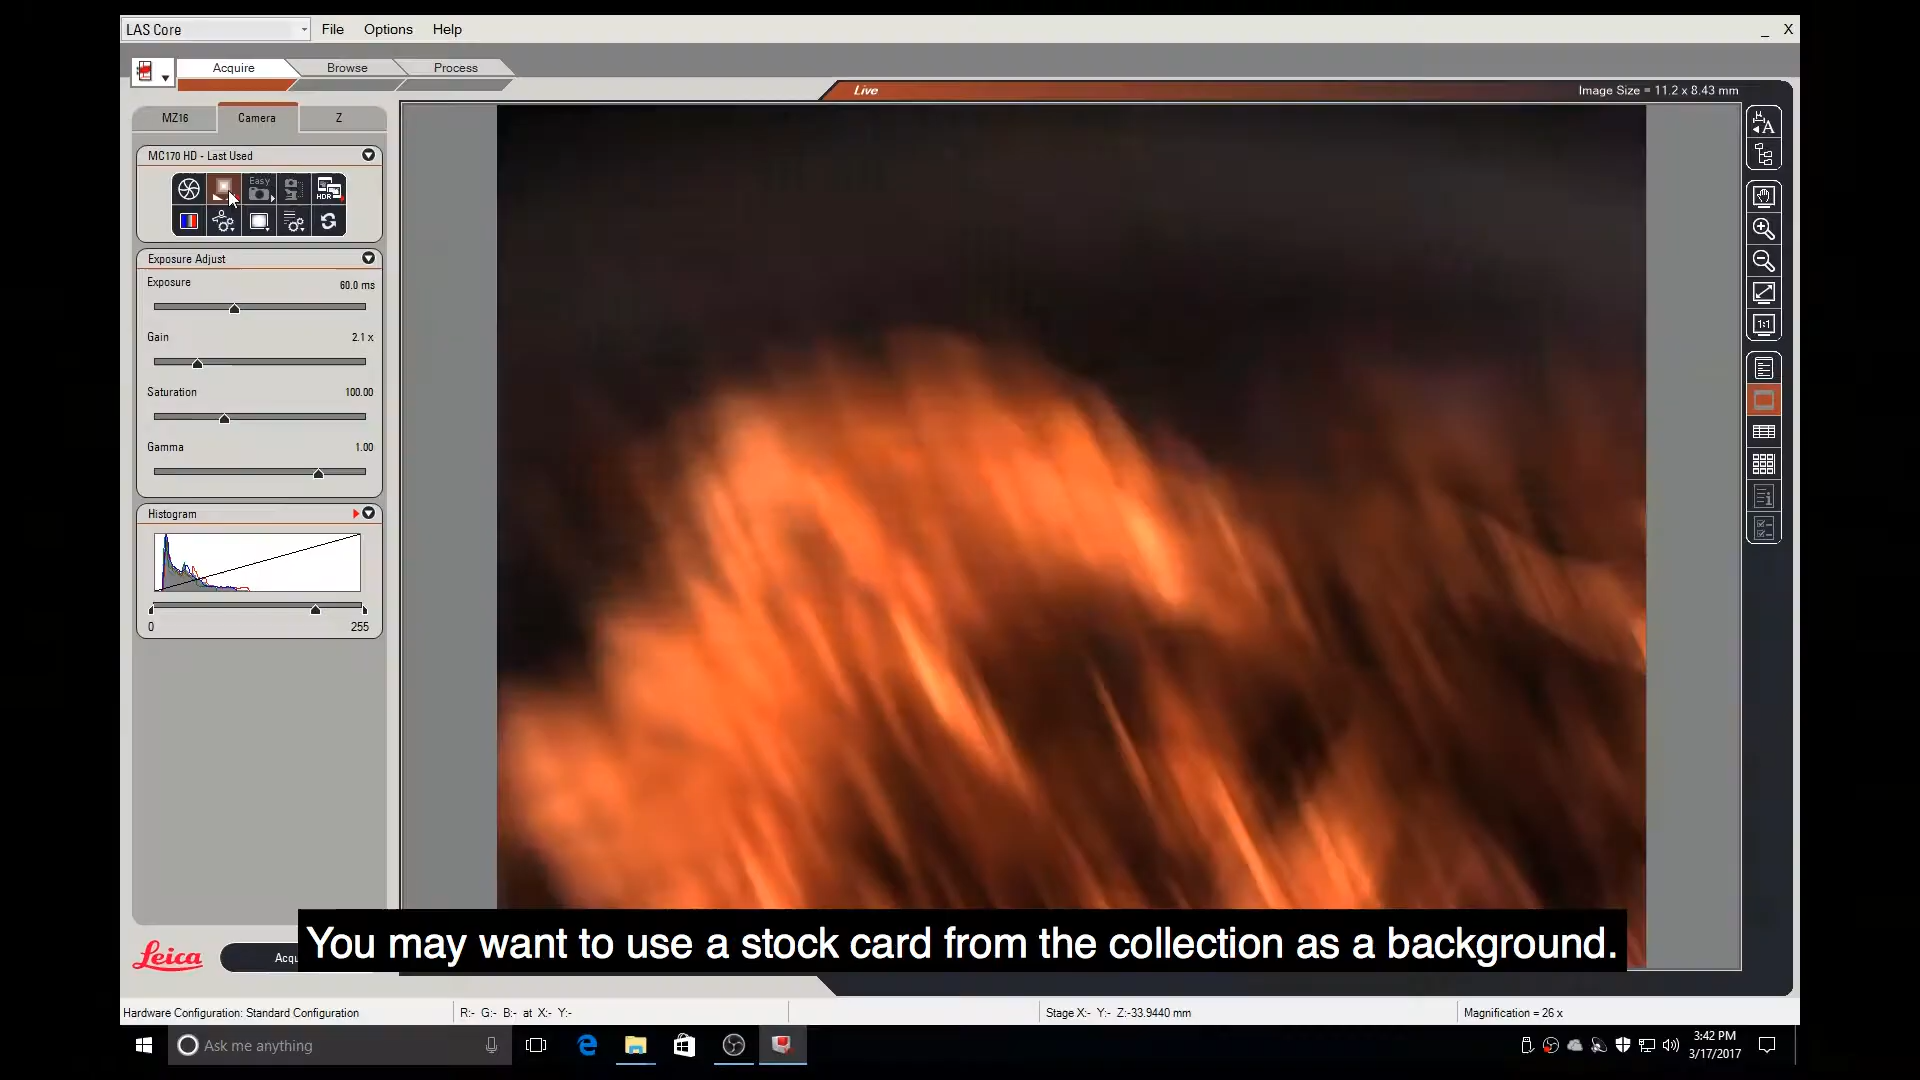 LAS Core
File
Options
Help
_ X
Acquire
Browse
Process
Live
Image Size = 11.2 x 8.43 mm
MZ16
Camera
Z
MC170 HD - Last Used
Easy
HDR
Exposure Adjust
Exposure
60.0 ms
Gain
2.1 x
Saturation
100.00
Gamma
1.00
Histogram
0
255
A
1:1
Leica
Acqu
You may want to use a stock card from the collection as a background.
Hardware Configuration: Standard Configuration
R:- G:- B:- at X:- Y:-
Stage X:- Y:- Z:-33.9440 mm
Magnification = 26 x
Ask me anything
3:42 PM
3/17/2017